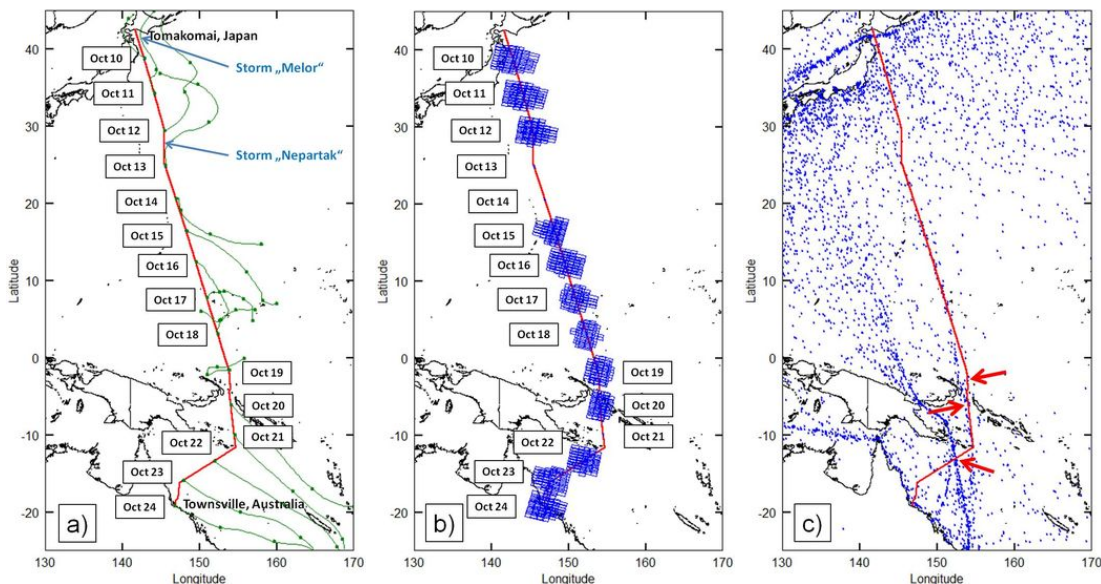 40
30
20
10
0
-10
-20
Latitude
130 140 150 160 170
Longitude
Tomakomai, Japan
Storm „Melor“
Storm „Nepartak“
Oct 10
Oct 11
Oct 12
Oct 13
Oct 14
Oct 15
Oct 16
Oct 17
Oct 18
Oct 19
Oct 20
Oct 21
Oct 22
Oct 23
Oct 24
Townsville, Australia
a)
40
30
20
10
0
-10
-20
Latitude
130 140 150 160 170
Longitude
Oct 10
Oct 11
Oct 12
Oct 13
Oct 14
Oct 15
Oct 16
Oct 17
Oct 18
Oct 19
Oct 20
Oct 21
Oct 22
Oct 23
Oct 24
b)
40
30
20
10
0
-10
-20
Latitude
130 140 150 160 170
Longitude
c)